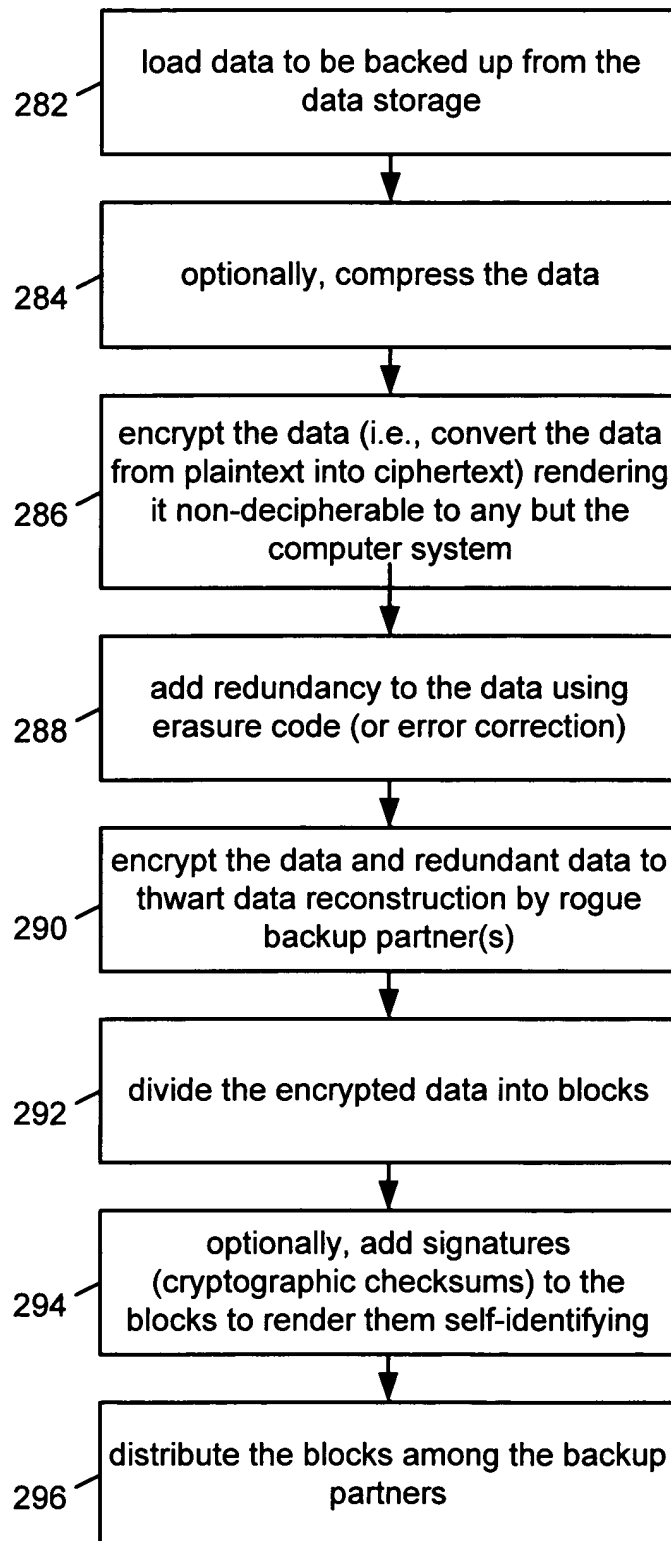 load data to be backed up from the
data storage
282
optionally, compress the data
284
encrypt the data (i.e., convert the data
from plaintext into ciphertext) rendering
it non-decipherable to any but the
computer system
286
add redundancy to the data using
erasure code (or error correction)
288
encrypt the data and redundant data to
thwart data reconstruction by rogue
backup partner(s)
290
divide the encrypted data into blocks
292
optionally, add signatures
(cryptographic checksums) to the
blocks to render them self-identifying
294
distribute the blocks among the backup
partners
296